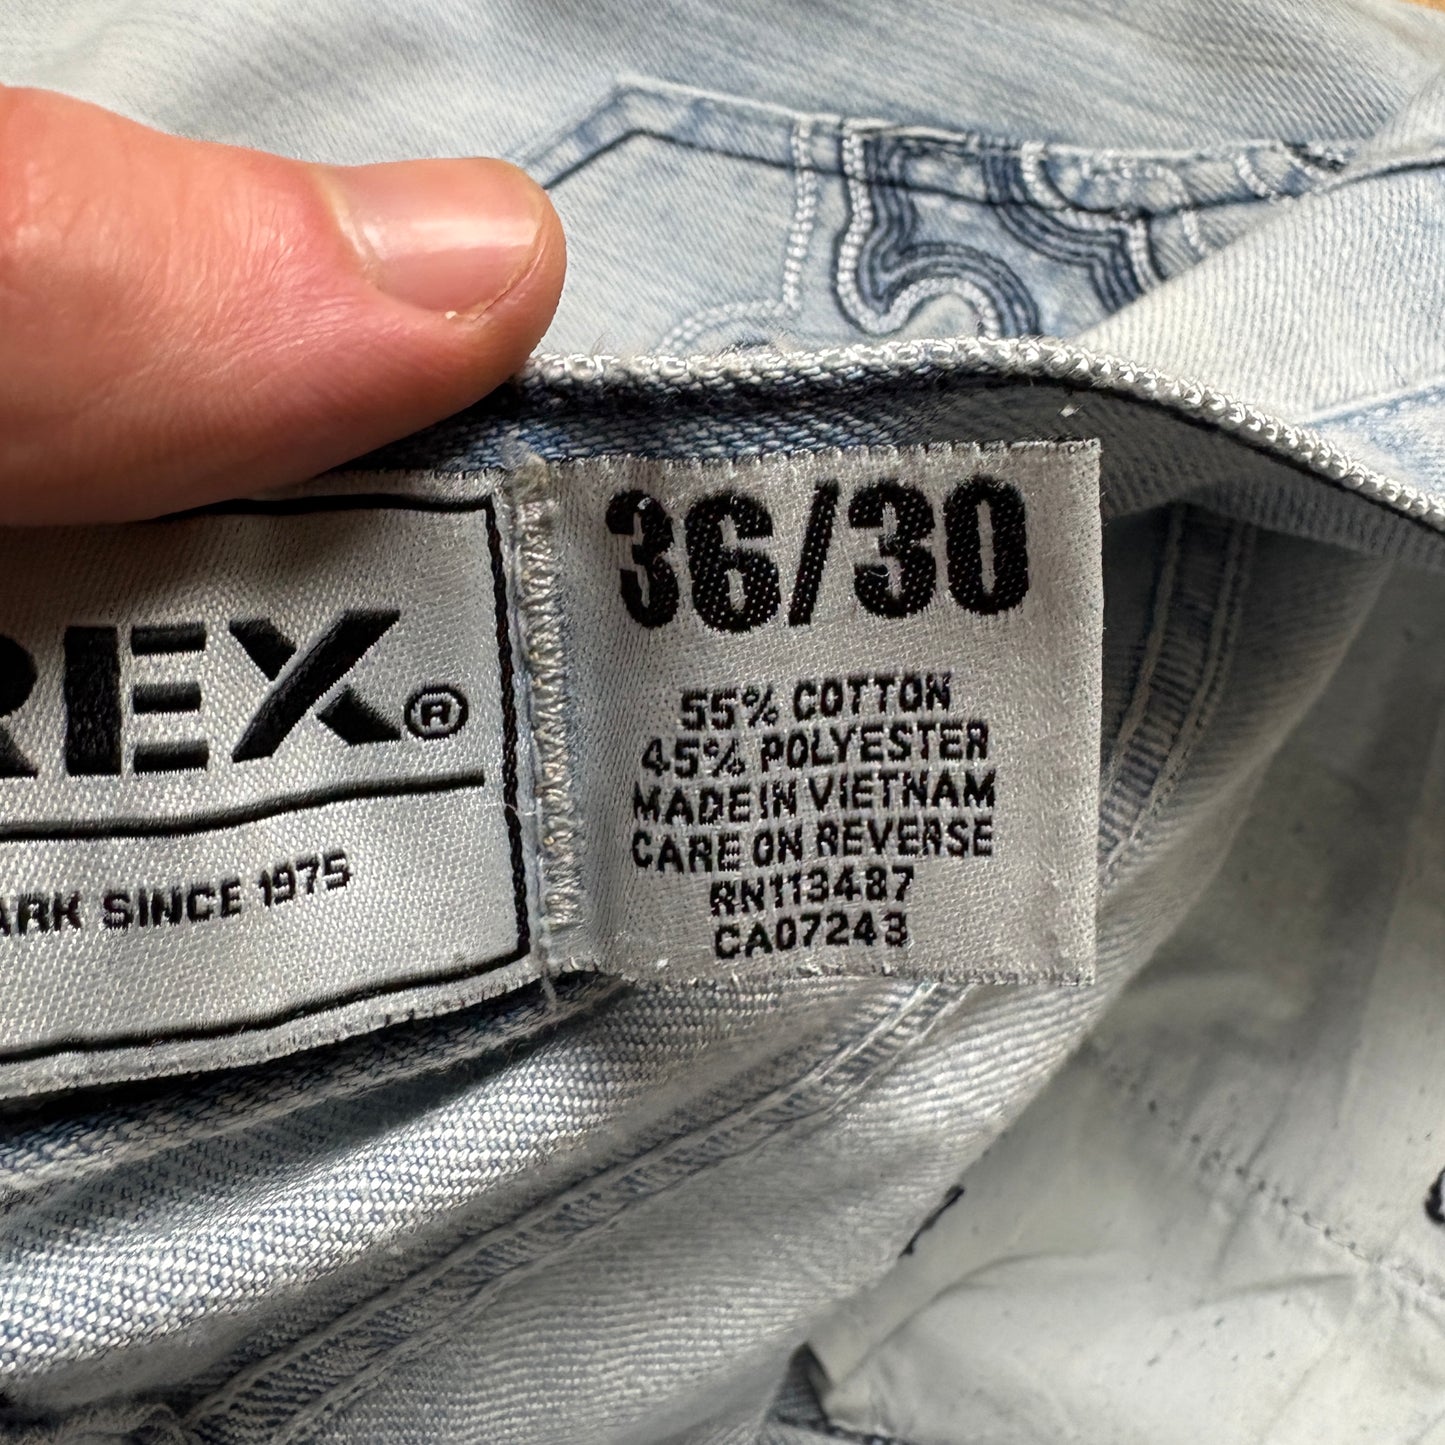 REX®
ARK SINCE 1975
36/30
55% COTTON
45% POLYESTER
MADE IN VIETNAM
CARE ON REVERSE
RN113487
CA07243